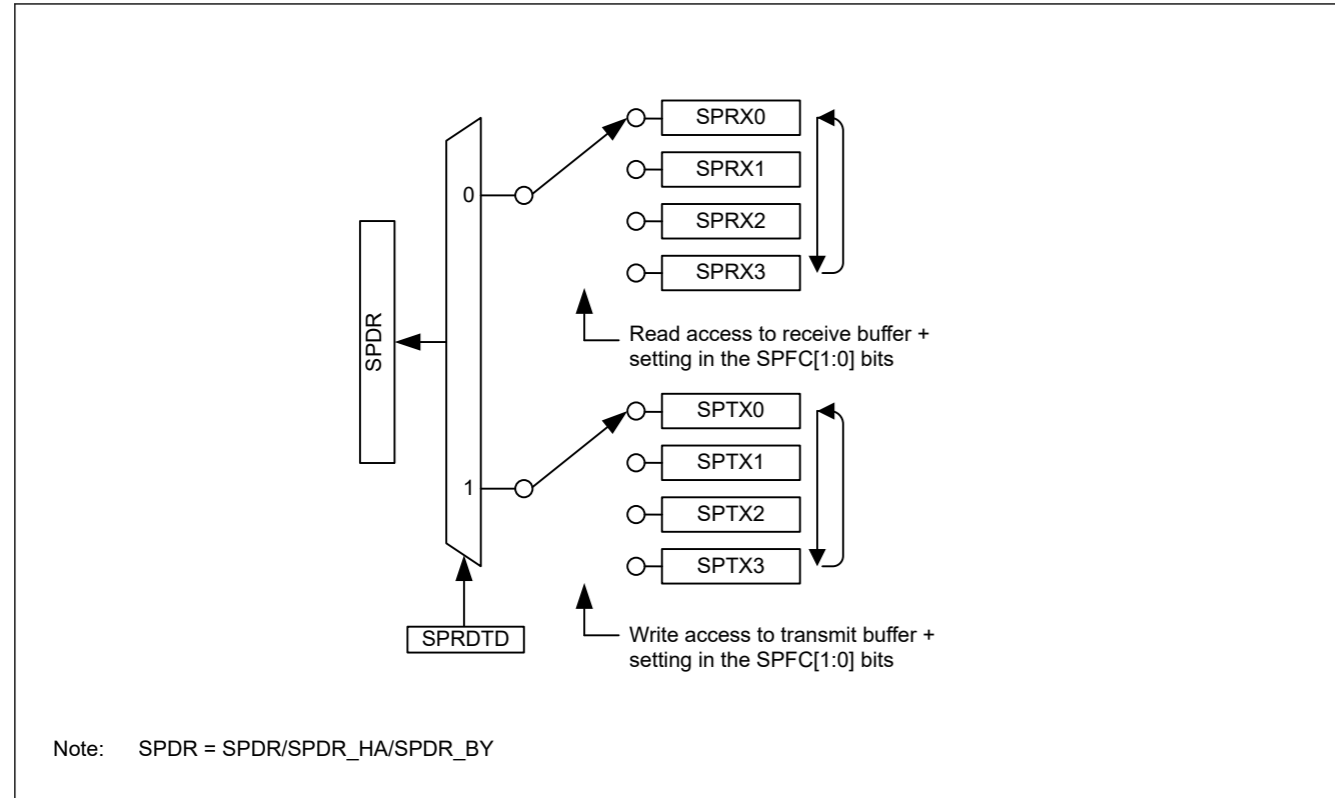 SPDR
0
1
SPRDTD
SPRX0
SPRX1
SPRX2
SPRX3
Read access to receive buffer +
setting in the SPFC[1:0] bits
SPTX0
SPTX1
SPTX2
SPTX3
Write access to transmit buffer +
setting in the SPFC[1:0] bits
Note: SPDR = SPDR/SPDR_HA/SPDR_BY